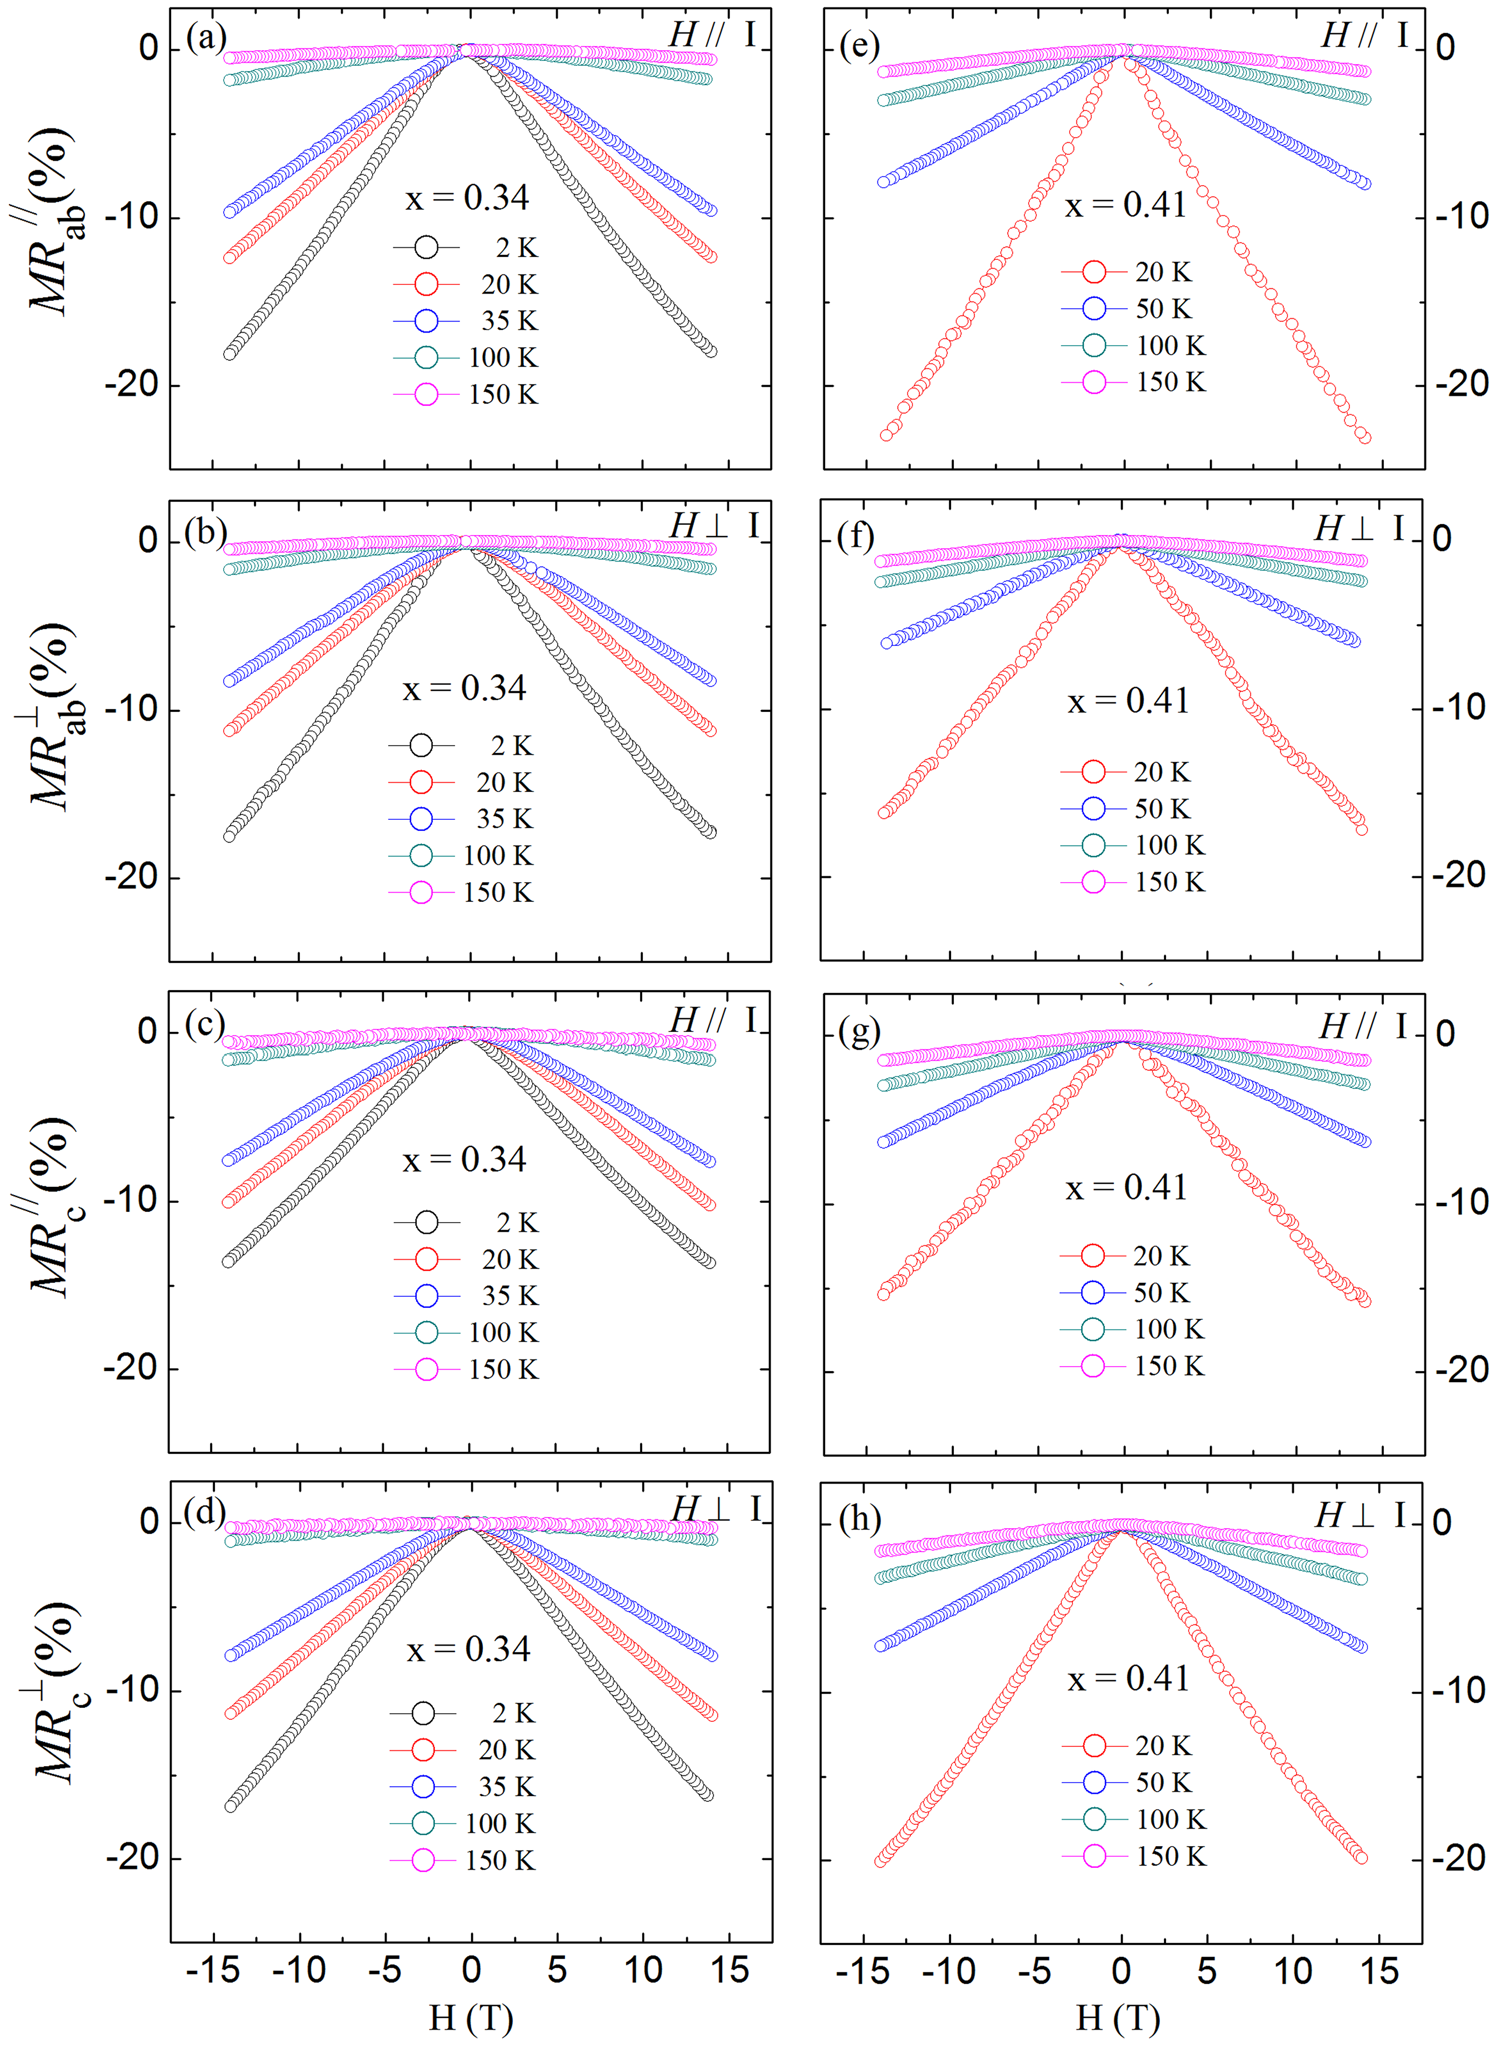 (a) H // I
0
-10
-20
MR_ab^// (%)
x = 0.34
2 K
20 K
35 K
100 K
150 K
(e) H // I
0
-10
-20
x = 0.41
20 K
50 K
100 K
150 K
(b) H ⊥ I
0
-10
-20
MR_ab^⊥ (%)
x = 0.34
2 K
20 K
35 K
100 K
150 K
(f) H ⊥ I
0
-10
-20
x = 0.41
20 K
50 K
100 K
150 K
(c) H // I
0
-10
-20
MR_c^// (%)
x = 0.34
2 K
20 K
35 K
100 K
150 K
(g) H // I
0
-10
-20
x = 0.41
20 K
50 K
100 K
150 K
(d) H ⊥ I
0
-10
-20
MR_c^⊥ (%)
x = 0.34
2 K
20 K
35 K
100 K
150 K
-15 -10 -5 0 5 10 15
H (T)
(h) H ⊥ I
0
-10
-20
x = 0.41
20 K
50 K
100 K
150 K
-15 -10 -5 0 5 10 15
H (T)